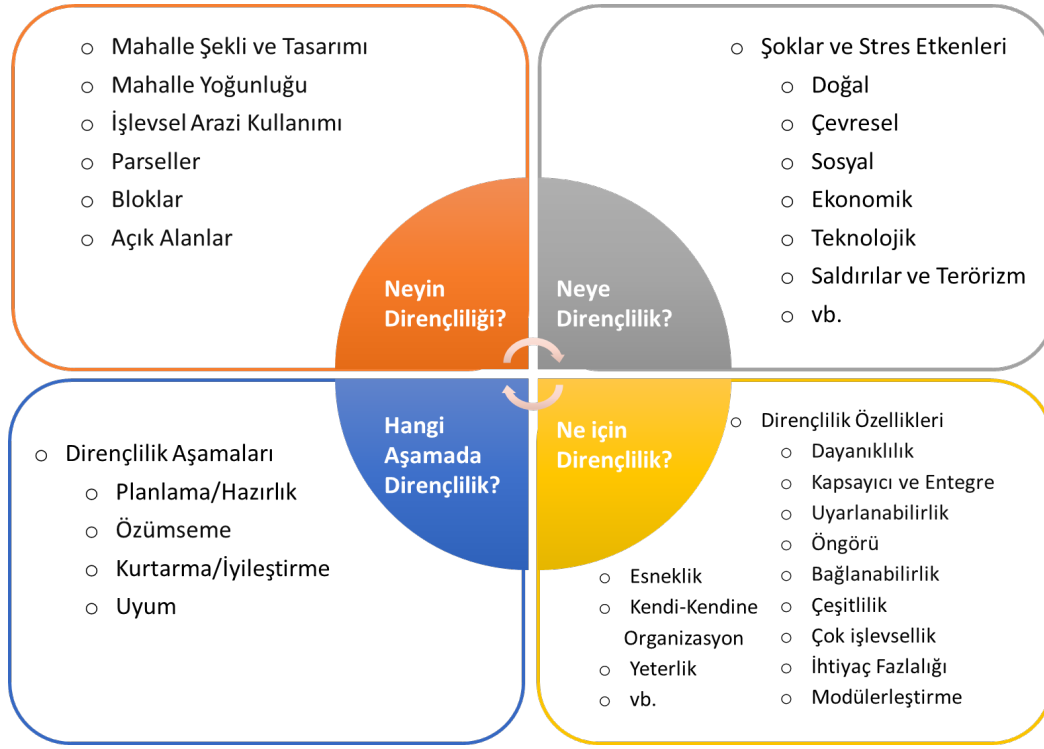 ○ Mahalle Şekli ve Tasarımı
○ Mahalle Yoğunluğu
○ İşlevsel Arazi Kullanımı
○ Parseller
○ Bloklar
○ Açık Alanlar
Neyin
Dirençliliği?
○ Şoklar ve Stres Etkenleri
○ Doğal
○ Çevresel
○ Sosyal
○ Ekonomik
○ Teknolojik
○ Saldırılar ve Terörizm
○ vb.
Neye
Dirençlilik?
Hangi
Aşamada
Dirençlilik?
○ Dirençlilik Aşamaları
○ Planlama/Hazırlık
○ Özümseme
○ Kurtarma/İyileştirme
○ Uyum
Ne için
Dirençlilik?
○ Dirençlilik Özellikleri
○ Dayanıklılık
○ Kapsayıcı ve Entegre
○ Uyarlanabilirlik
○ Öngörü
○ Bağlanabilirlik
○ Çeşitlilik
○ Çok işlevsellik
○ İhtiyaç Fazlalığı
○ Modülerleştirme
○ Esneklik
○ Kendi-Kendine
Organizasyon
○ Yeterlik
○ vb.